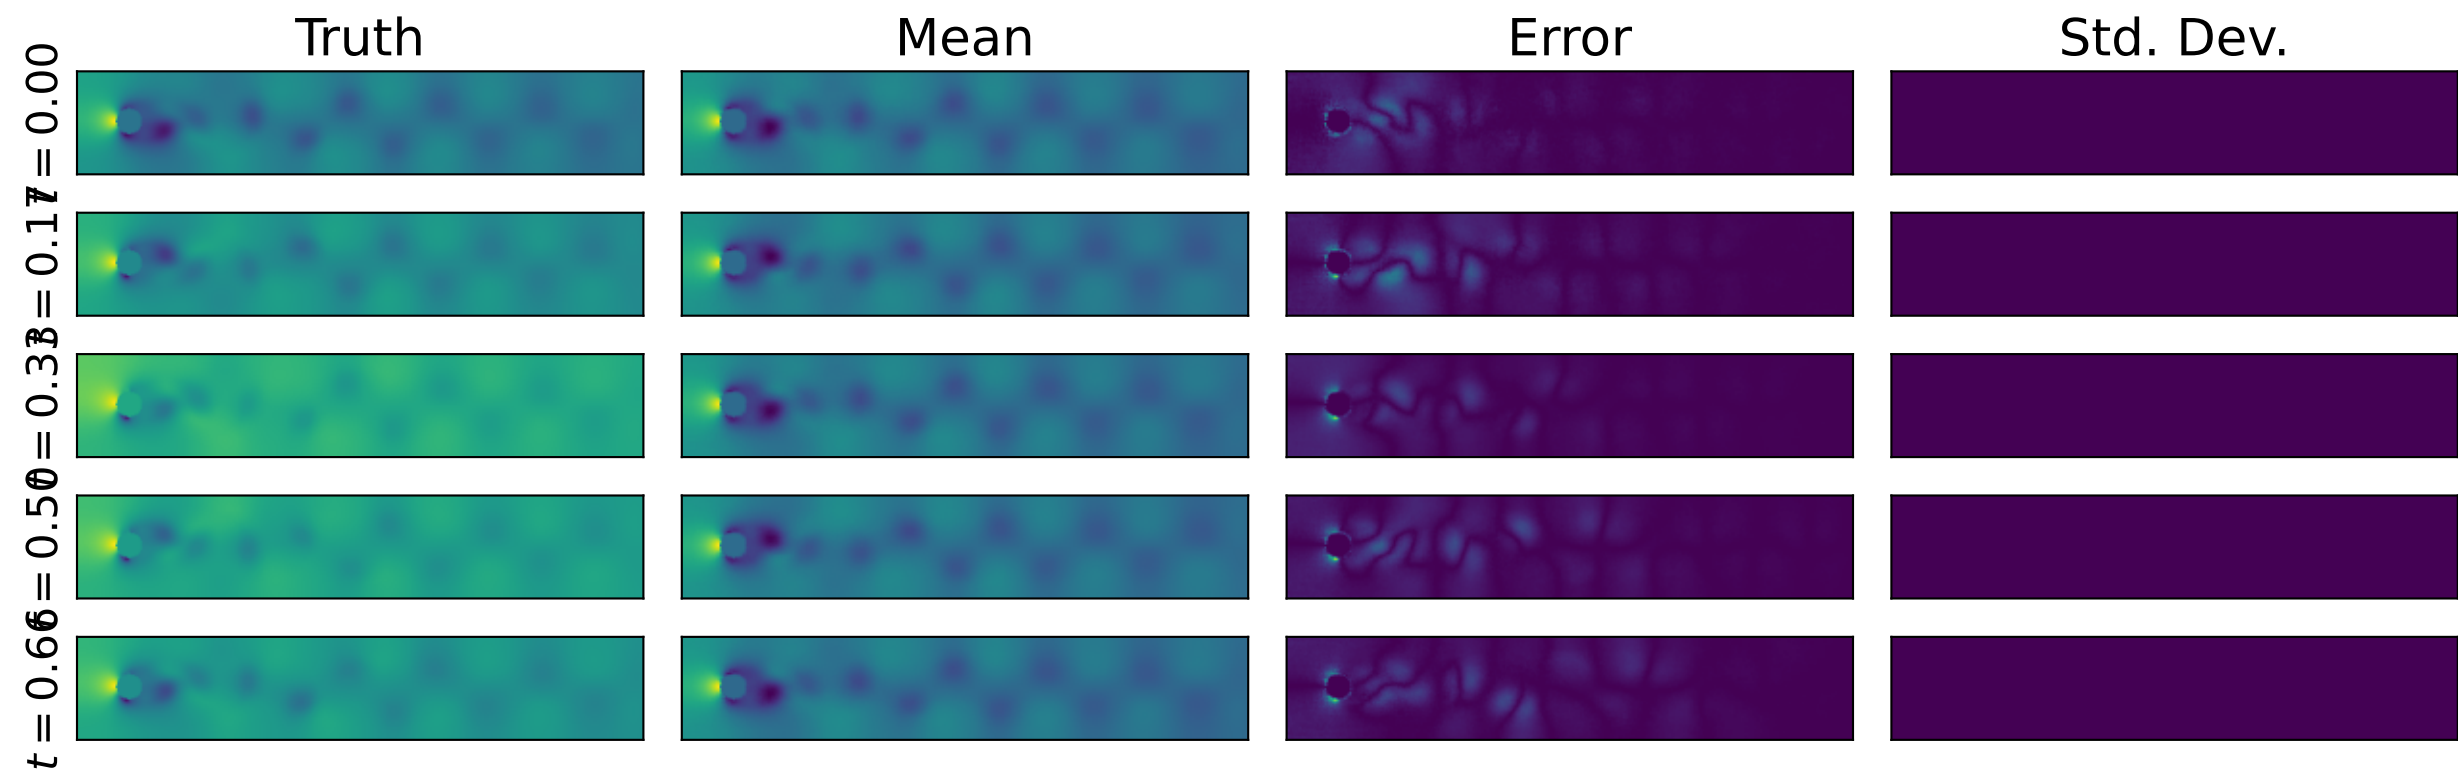 Truth Mean Error Std. Dev.
t = 0.00
t = 0.17
t = 0.33
t = 0.50
t = 0.66